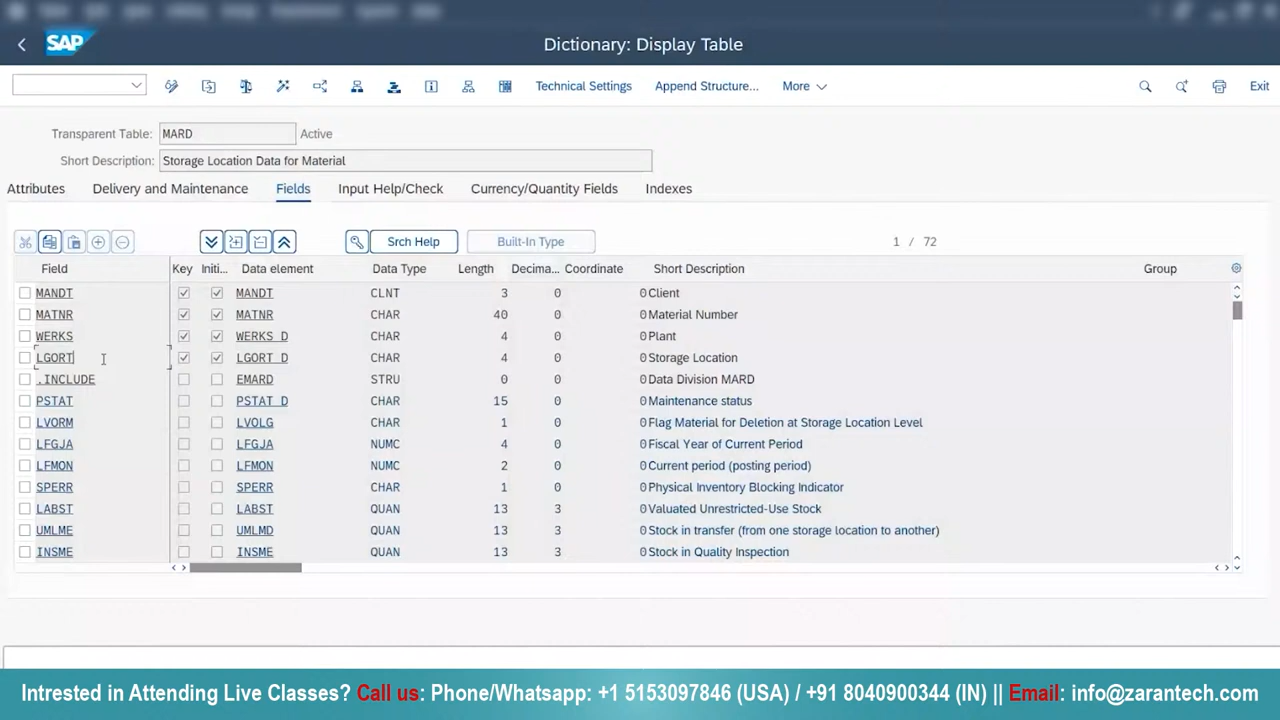 SAP
Dictionary: Display Table
Technical Settings Append Structure... More Exit
Transparent Table: MARD Active
Short Description: Storage Location Data for Material
Attributes Delivery and Maintenance Fields Input Help/Check Currency/Quantity Fields Indexes
Srch Help Built-In Type 1 / 72
Field Key Initi... Data element Data Type Length Decima... Coordinate Short Description Group
MANDT MANDT CLNT 3 0 0 Client
MATNR MATNR CHAR 40 0 0 Material Number
WERKS WERKS_D CHAR 4 0 0 Plant
LGORT LGORT_D CHAR 4 0 0 Storage Location
.INCLUDE EMARD STRU 0 0 0 Data Division MARD
PSTAT PSTAT_D CHAR 15 0 0 Maintenance status
LVORM LVOLG CHAR 1 0 0 Flag Material for Deletion at Storage Location Level
LFGJA LFGJA NUMC 4 0 0 Fiscal Year of Current Period
LFMON LFMON NUMC 2 0 0 Current period (posting period)
SPERR SPERR CHAR 1 0 0 Physical Inventory Blocking Indicator
LABST LABST QUAN 13 3 0 Valuated Unrestricted-Use Stock
UMLME UMLMD QUAN 13 3 0 Stock in transfer (from one storage location to another)
INSME INSME QUAN 13 3 0 Stock in Quality Inspection
Intrested in Attending Live Classes? Call us: Phone/Whatsapp: +1 5153097846 (USA) / +91 8040900344 (IN) || Email: info@zarantech.com